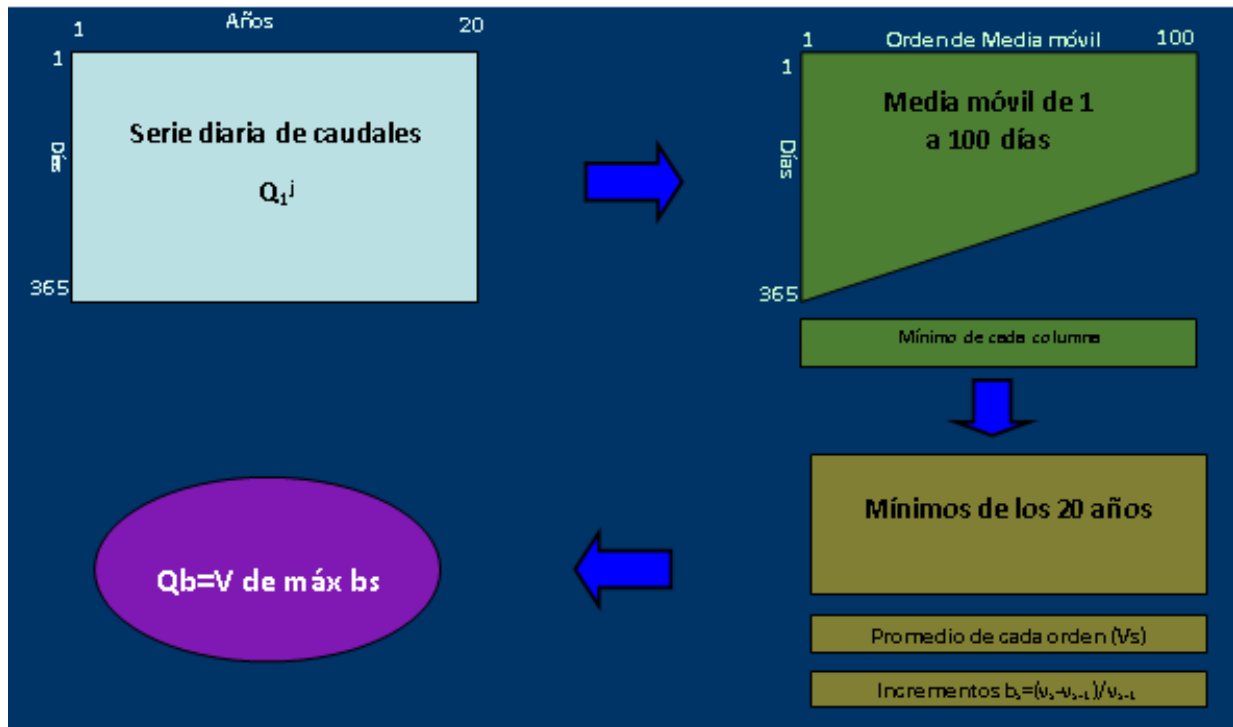 1 Años 20
1
Días
Serie diaria de caudales
Q₁ʲ
365
1 Orden de Media móvil 100
1
Días
Media móvil de 1
a 100 días
365
Mínimo de cada columna
Mínimos de los 20 años
Promedio de cada orden (Vs)
Incrementos bₛ=(vₛ-vₛ₋₁)/vₛ₋₁
Qb=V de máx bs